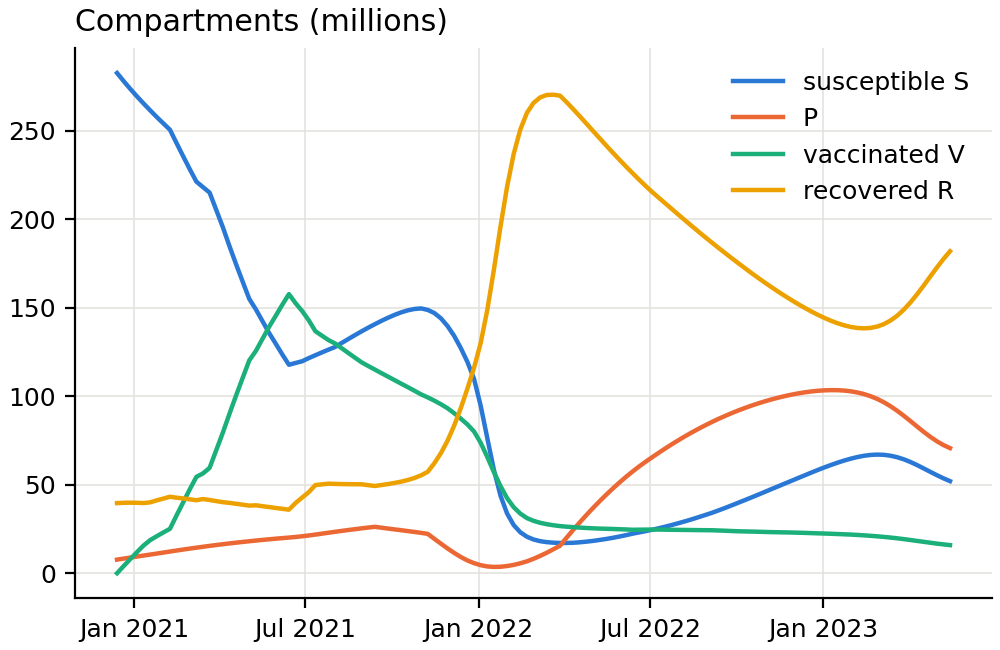 Compartments (millions)
susceptible S
P
vaccinated V
recovered R
250
200
150
100
50
0
Jan 2021
Jul 2021
Jan 2022
Jul 2022
Jan 2023